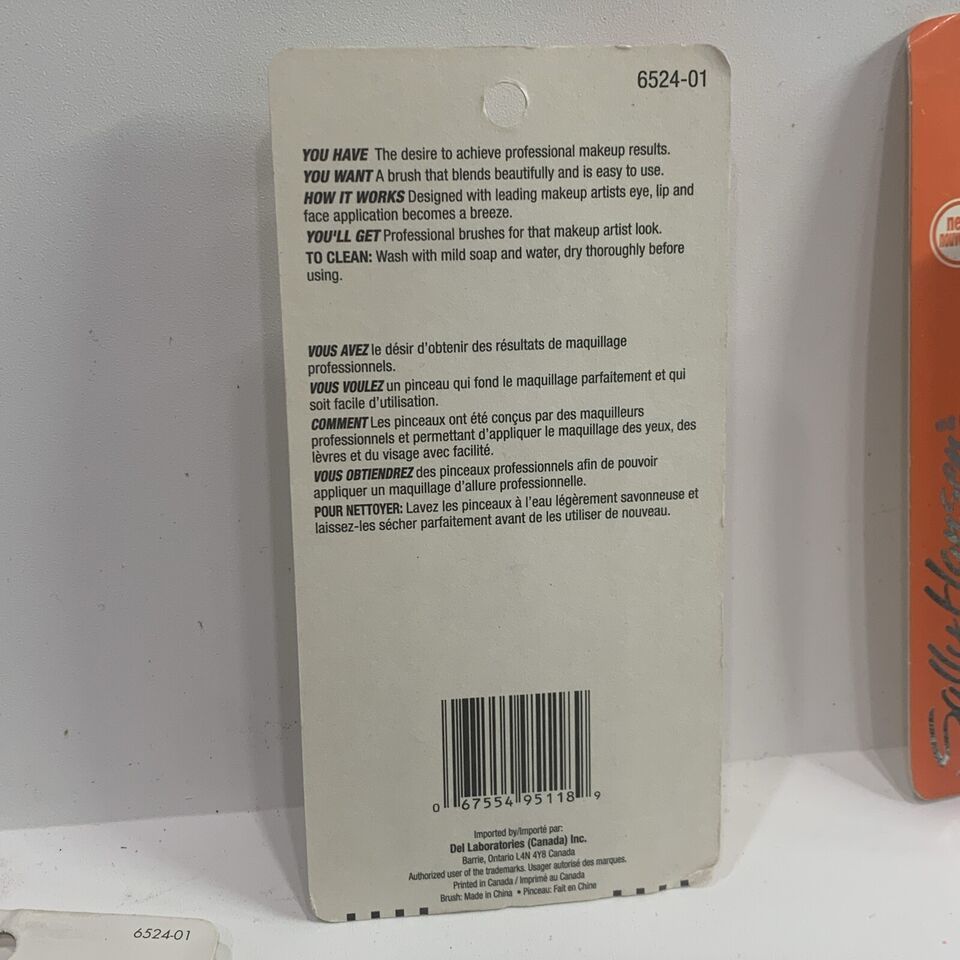 6524-01
YOU HAVE The desire to achieve professional makeup results.
YOU WANT A brush that blends beautifully and is easy to use.
HOW IT WORKS Designed with leading makeup artists eye, lip and
face application becomes a breeze.
YOU'LL GET Professional brushes for that makeup artist look.
TO CLEAN: Wash with mild soap and water, dry thoroughly before
using.
VOUS AVEZ le désir d'obtenir des résultats de maquillage
professionnels.
VOUS VOULEZ un pinceau qui fond le maquillage parfaitement et qui
soit facile d'utilisation.
COMMENT Les pinceaux ont été conçus par des maquilleurs
professionnels et permettant d'appliquer le maquillage des yeux, des
lèvres et du visage avec facilité.
VOUS OBTIENDREZ des pinceaux professionnels afin de pouvoir
appliquer un maquillage d'allure professionnelle.
POUR NETTOYER: Lavez les pinceaux à l'eau légèrement savonneuse et
laissez-les sécher parfaitement avant de les utiliser de nouveau.
0 67554 95118 9
Imported by/Importé par:
Del Laboratories (Canada) Inc.
Barrie, Ontario L4N 4Y8 Canada
Authorized user of the trademarks. Usager autorisé des marques.
Printed in Canada / Imprimé au Canada
Brush: Made in China • Pinceau: Fait en Chine
6524-01
Sally Hansen